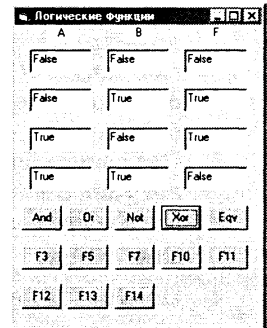 Логические функции
A B F
False False False
False True True
True False True
True True False
And Or Not Xor Eqv
F3 F5 F7 F10 F11
F12 F13 F14